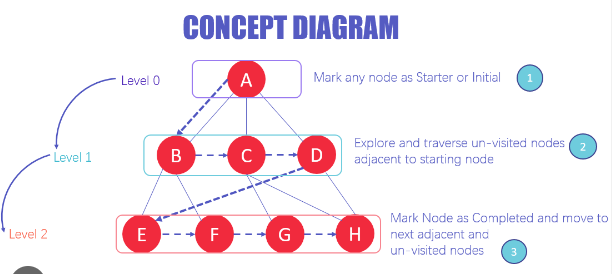 CONCEPT DIAGRAM
Level 0
A
Mark any node as Starter or Initial
1
Level 1
B
C
D
Explore and traverse un-visited nodes
adjacent to starting node
2
Level 2
E
F
G
H
Mark Node as Completed and move to
next adjacent and
un-visited nodes
3